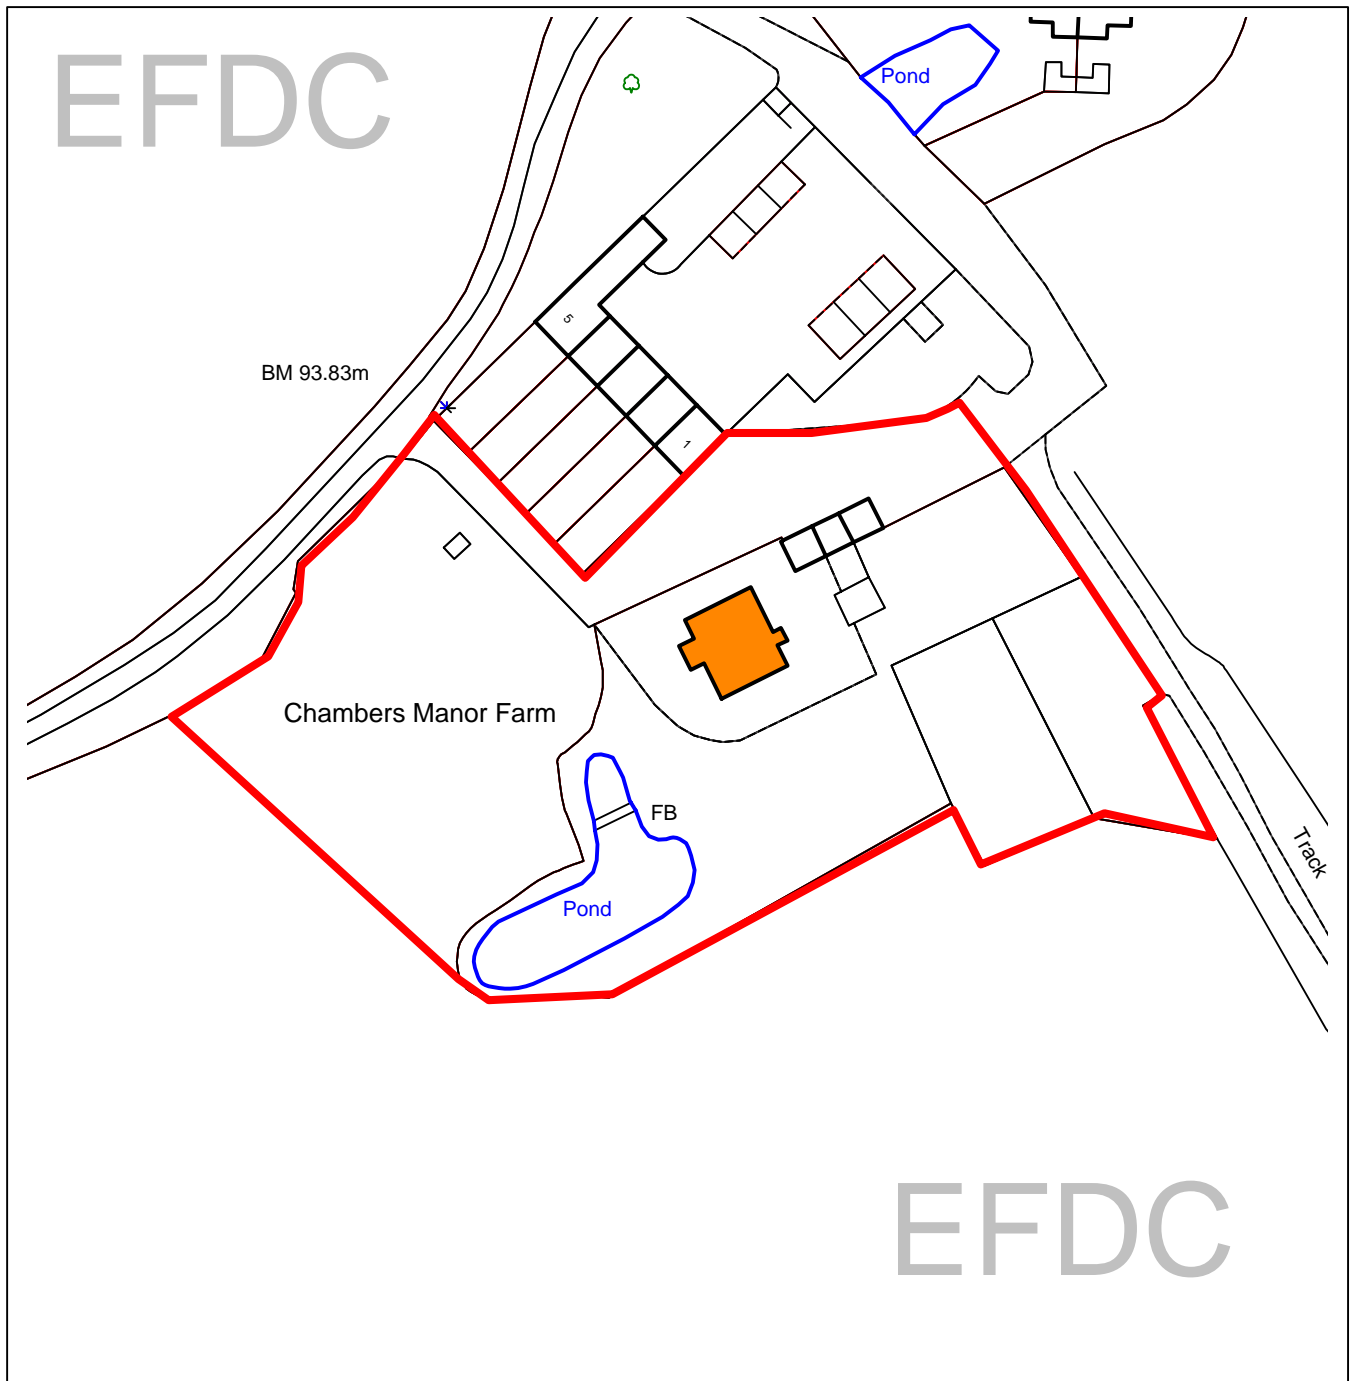 EFDC
Pond
5
BM 93.83m
1
Chambers Manor Farm
FB
Track
Pond
EFDC